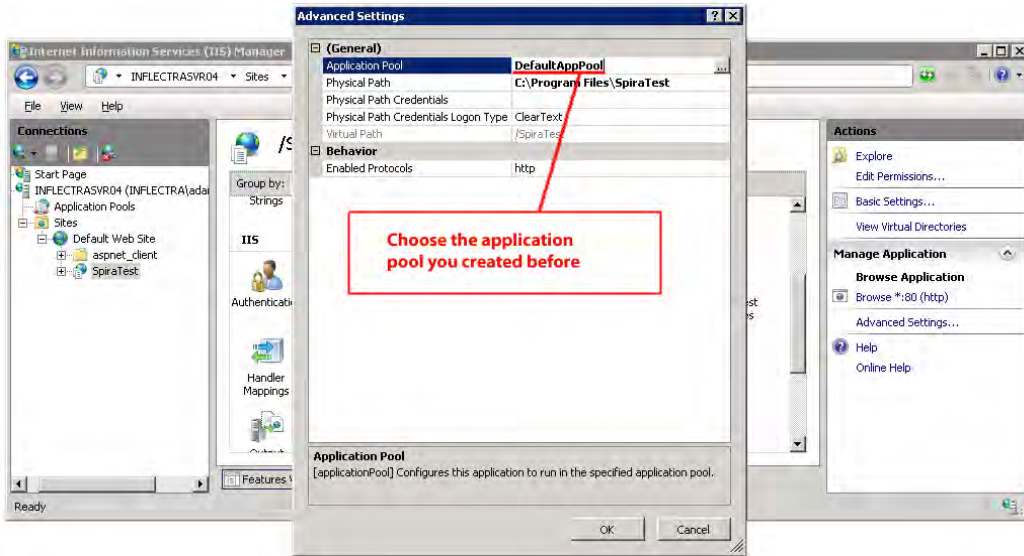 Advanced Settings
(General)
Application Pool DefaultAppPool ...
Physical Path C:\Program Files\SpiraTest
Physical Path Credentials
Physical Path Credentials Logon Type ClearText
Virtual Path /SpiraTest
Behavior
Enabled Protocols http
Choose the application
pool you created before
Application Pool
[applicationPool] Configures this application to run in the specified application pool.
OK Cancel
Internet Information Services (IIS) Manager
INFLECTRASVR04 Sites
File View Help
Connections
Start Page
INFLECTRASVR04 (INFLECTRA\ada
Application Pools
Sites
Default Web Site
aspnet_client
SpiraTest
/S
Group by:
Strings
IIS
Authenticati
Handler
Mappings
Features
Ready
Actions
Explore
Edit Permissions...
Basic Settings...
View Virtual Directories
Manage Application
Browse Application
Browse *:80 (http)
Advanced Settings...
Help
Online Help